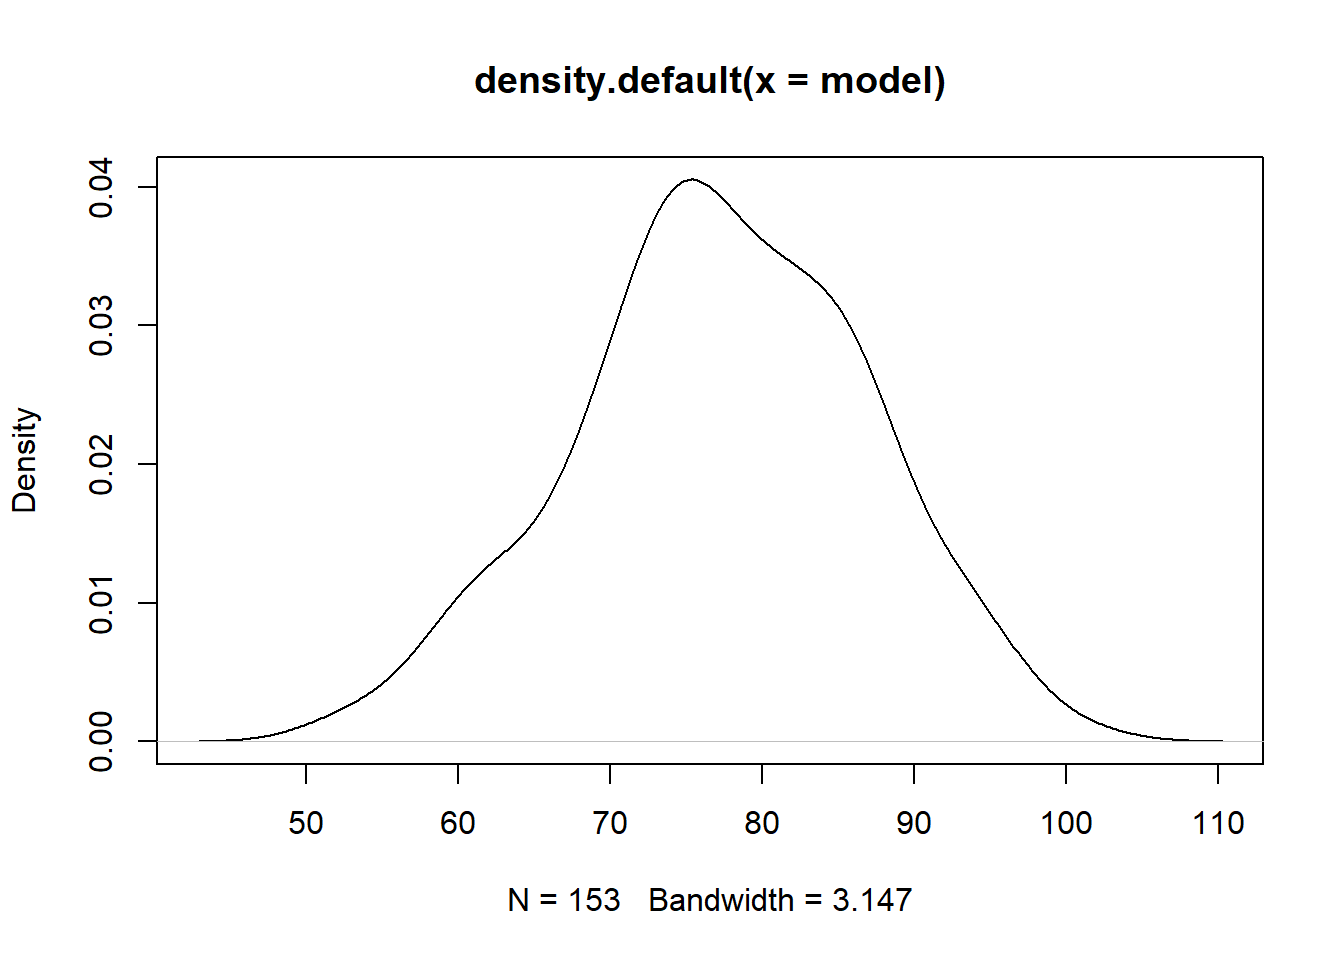 density.default(x = model)
Density
0.04
0.03
0.02
0.01
0.00
50 60 70 80 90 100 110
N = 153   Bandwidth = 3.147